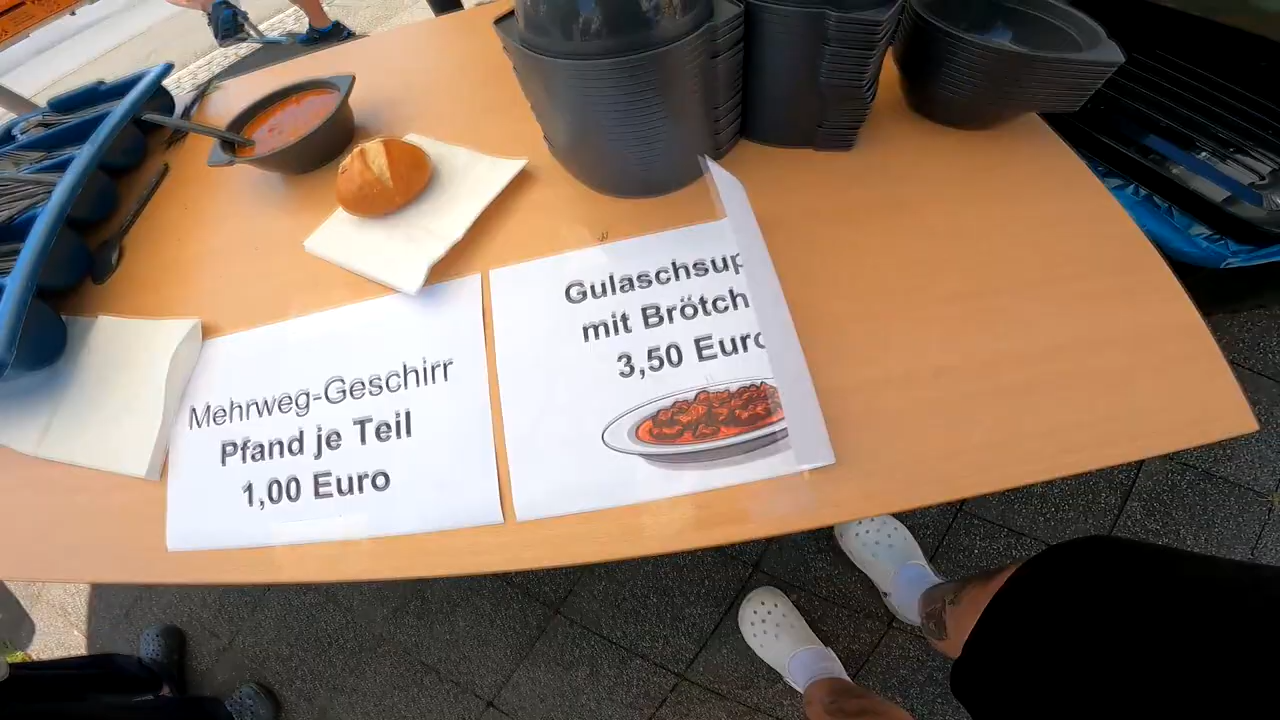 Mehrweg-Geschirr
Pfand je Teil
1,00 Euro
Gulaschsup
mit Brötch
3,50 Euro